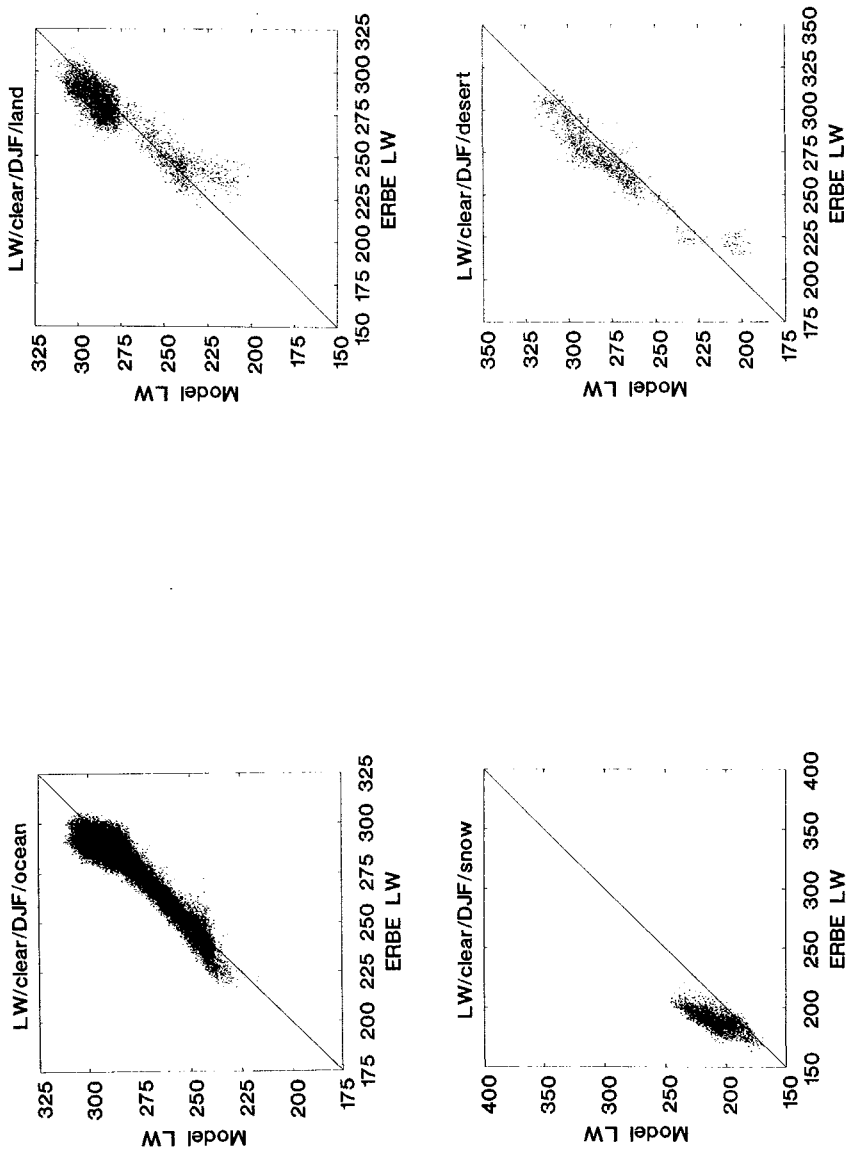 LW/clear/DJF/ocean
325
300
275
250
225
200
175
Model LW
175 200 225 250 275 300 325
ERBE LW
LW/clear/DJF/land
325
300
275
250
225
200
175
150
Model LW
150 175 200 225 250 275 300 325
ERBE LW
LW/clear/DJF/snow
400
350
300
250
200
150
Model LW
150 200 250 300 350 400
ERBE LW
LW/clear/DJF/desert
350
325
300
275
250
225
200
175
Model LW
175 200 225 250 275 300 325 350
ERBE LW